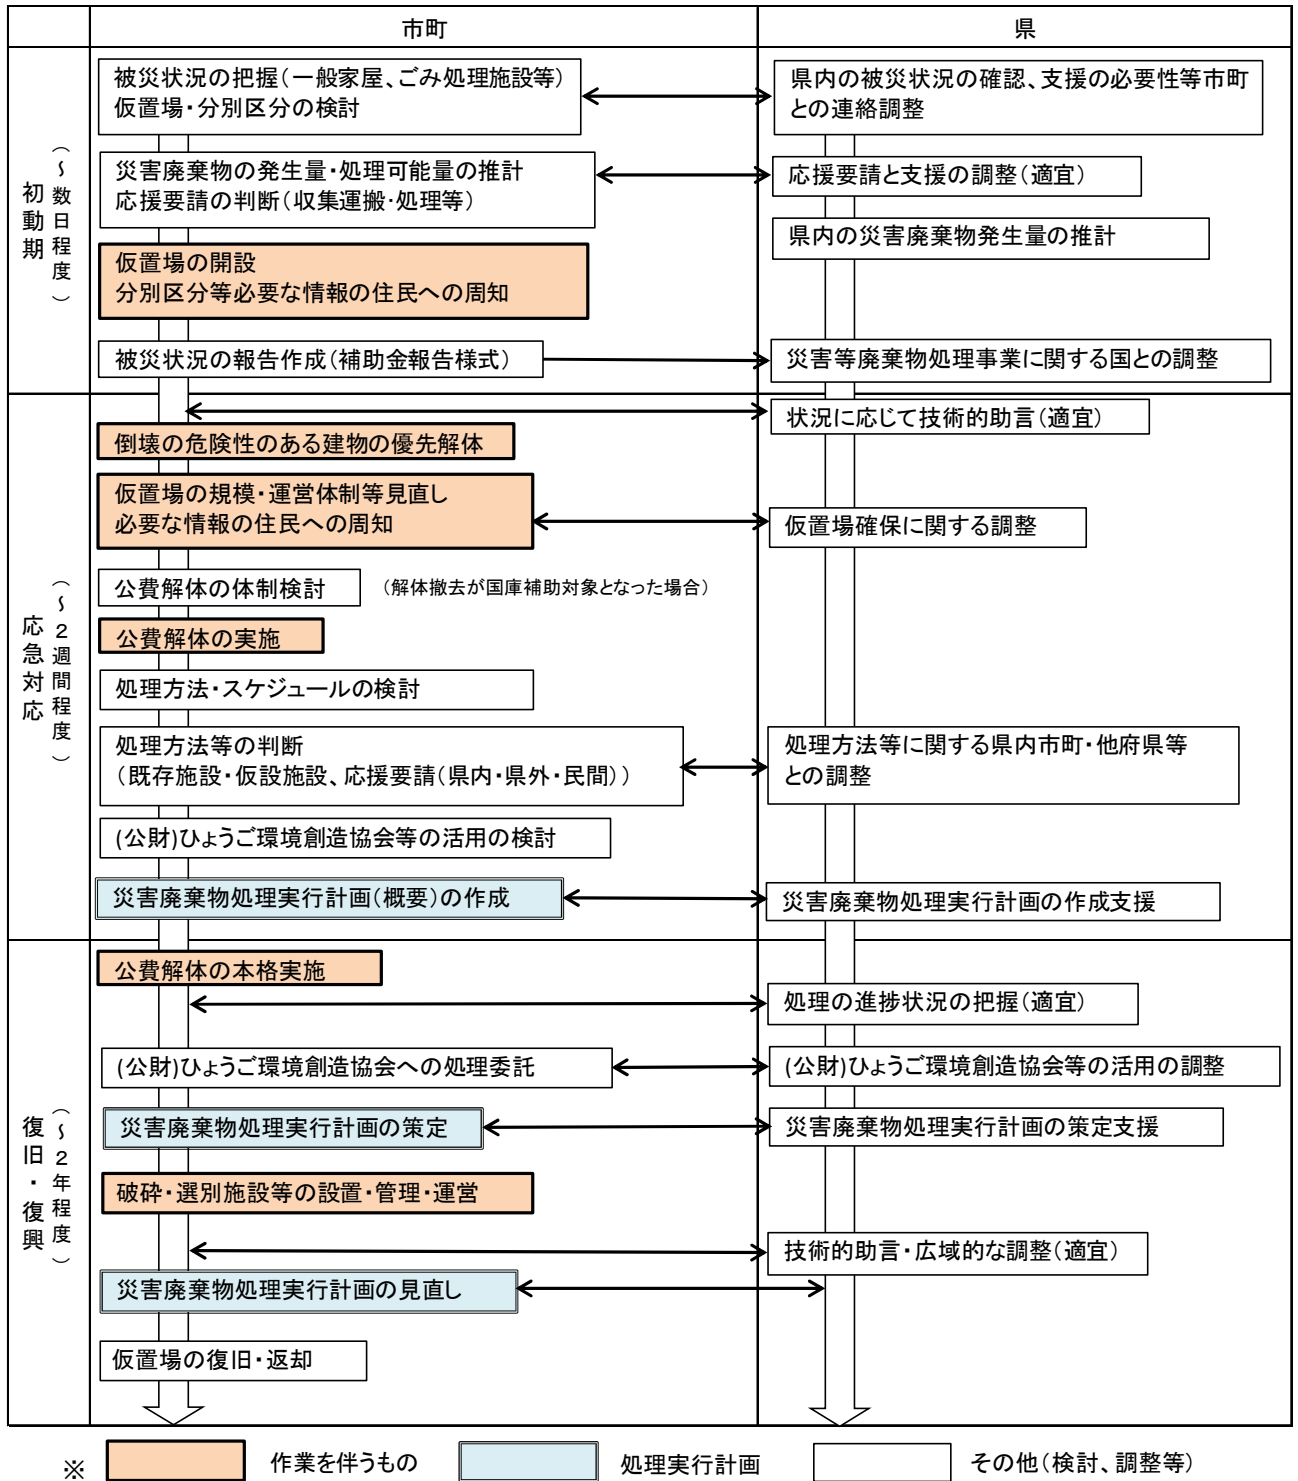 市町
県
初動期
（～数日程度）
被災状況の把握（一般家屋、ごみ処理施設等）
仮置場・分別区分の検討
県内の被災状況の確認、支援の必要性等市町
との連絡調整
災害廃棄物の発生量・処理可能量の推計
応援要請の判断（収集運搬・処理等）
応援要請と支援の調整（適宜）
県内の災害廃棄物発生量の推計
仮置場の開設
分別区分等必要な情報の住民への周知
被災状況の報告作成（補助金報告様式）
災害等廃棄物処理事業に関する国との調整
応急対応
（～２週間程度）
状況に応じて技術的助言（適宜）
倒壊の危険性のある建物の優先解体
仮置場の規模・運営体制等見直し
必要な情報の住民への周知
仮置場確保に関する調整
公費解体の体制検討
（解体撤去が国庫補助対象となった場合）
公費解体の実施
処理方法・スケジュールの検討
処理方法等の判断
（既存施設・仮設施設、応援要請（県内・県外・民間））
処理方法等に関する県内市町・他府県等
との調整
(公財)ひょうご環境創造協会等の活用の検討
災害廃棄物処理実行計画（概要）の作成
災害廃棄物処理実行計画の作成支援
復旧・復興
（～２年程度）
公費解体の本格実施
処理の進捗状況の把握（適宜）
(公財)ひょうご環境創造協会への処理委託
(公財)ひょうご環境創造協会等の活用の調整
災害廃棄物処理実行計画の策定
災害廃棄物処理実行計画の策定支援
破砕・選別施設等の設置・管理・運営
技術的助言・広域的な調整（適宜）
災害廃棄物処理実行計画の見直し
仮置場の復旧・返却
※ 作業を伴うもの 処理実行計画 その他（検討、調整等）